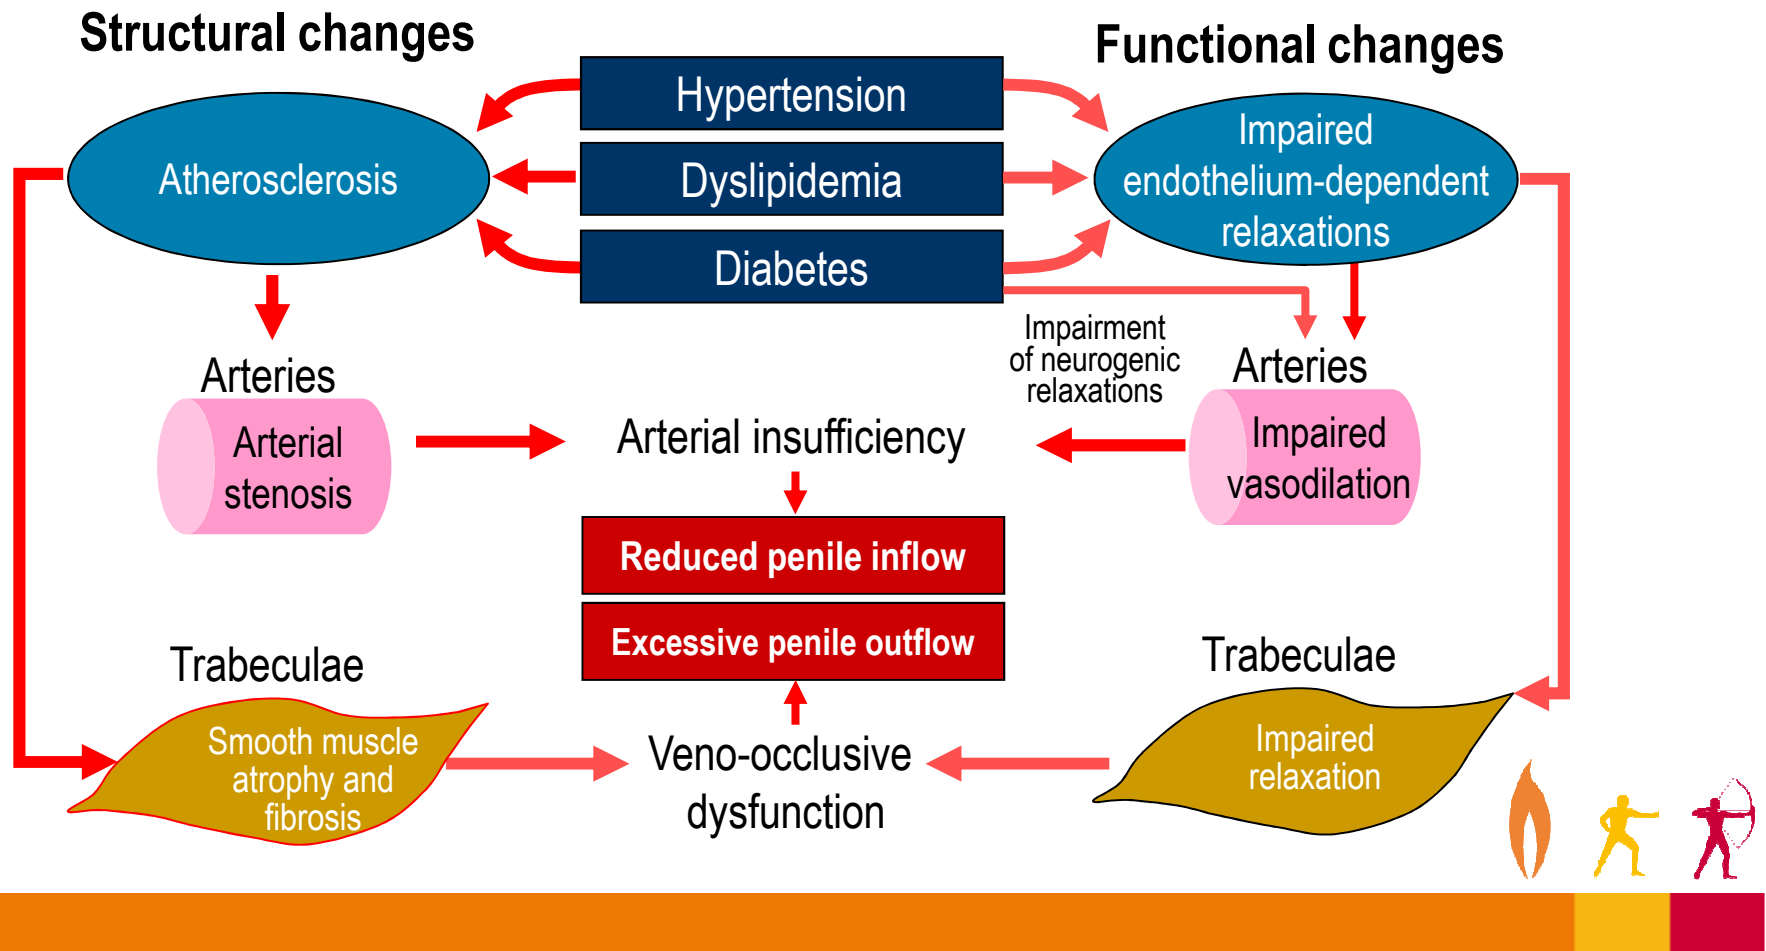 Structural changes
Functional changes
Hypertension
Dyslipidemia
Diabetes
Atherosclerosis
Impaired
endothelium-dependent
relaxations
Impairment
of neurogenic
relaxations
Arteries
Arterial
stenosis
Arterial insufficiency
Arteries
Impaired
vasodilation
Reduced penile inflow
Excessive penile outflow
Trabeculae
Smooth muscle
atrophy and
fibrosis
Veno-occlusive
dysfunction
Trabeculae
Impaired
relaxation